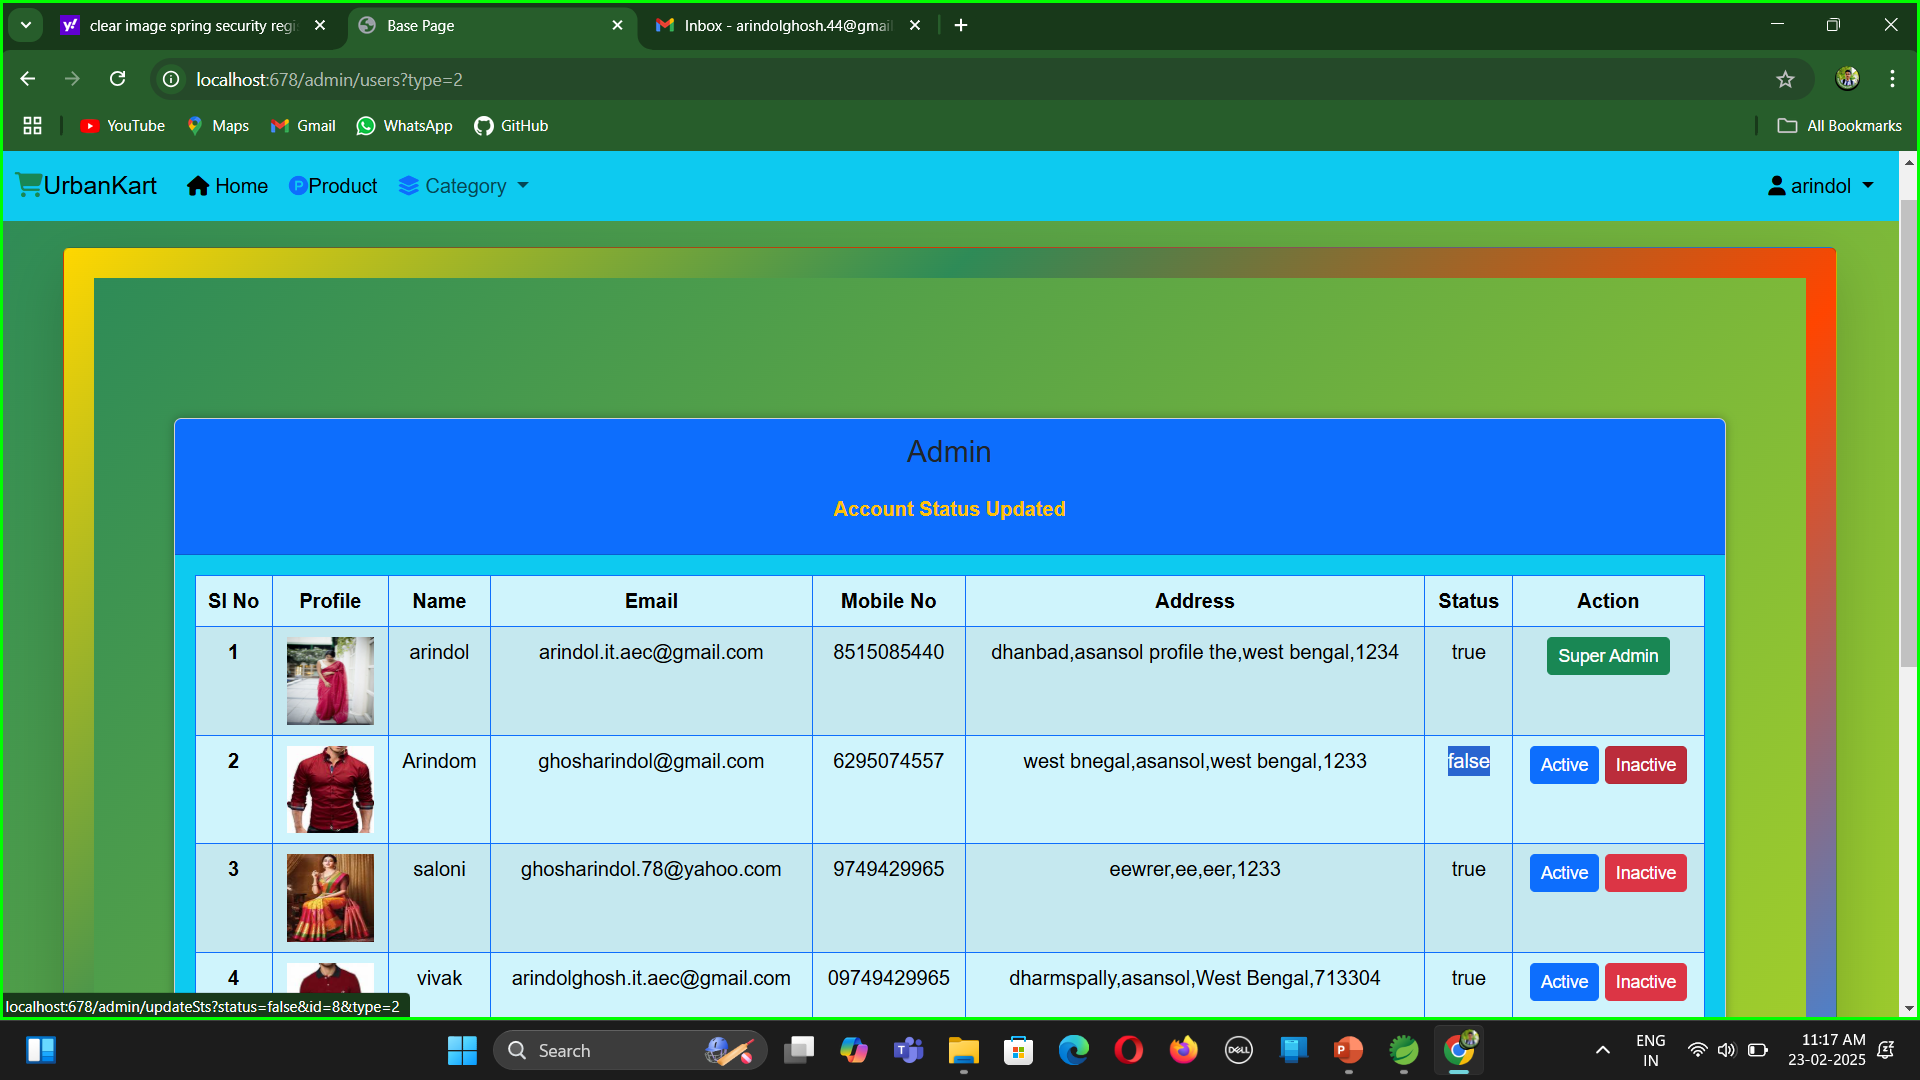 clear image spring security regi
Base Page
Inbox - arindolghosh.44@gmail
localhost:678/admin/users?type=2
YouTube
Maps
Gmail
WhatsApp
GitHub
All Bookmarks
UrbanKart
Home
Product
Category
arindol
Admin
Account Status Updated
Sl No Profile Name Email Mobile No Address Status Action
1 arindol arindol.it.aec@gmail.com 8515085440 dhanbad,asansol profile the,west bengal,1234 true Super Admin
2 Arindom ghosharindol@gmail.com 6295074557 west bnegal,asansol,west bengal,1233 false Active Inactive
3 saloni ghosharindol.78@yahoo.com 9749429965 eewrer,ee,eer,1233 true Active Inactive
4 vivak arindolghosh.it.aec@gmail.com 09749429965 dharmspally,asansol,West Bengal,713304 true Active Inactive
localhost:678/admin/updateSts?status=false&id=8&type=2
Search
DELL
ENG
IN
11:17 AM
23-02-2025